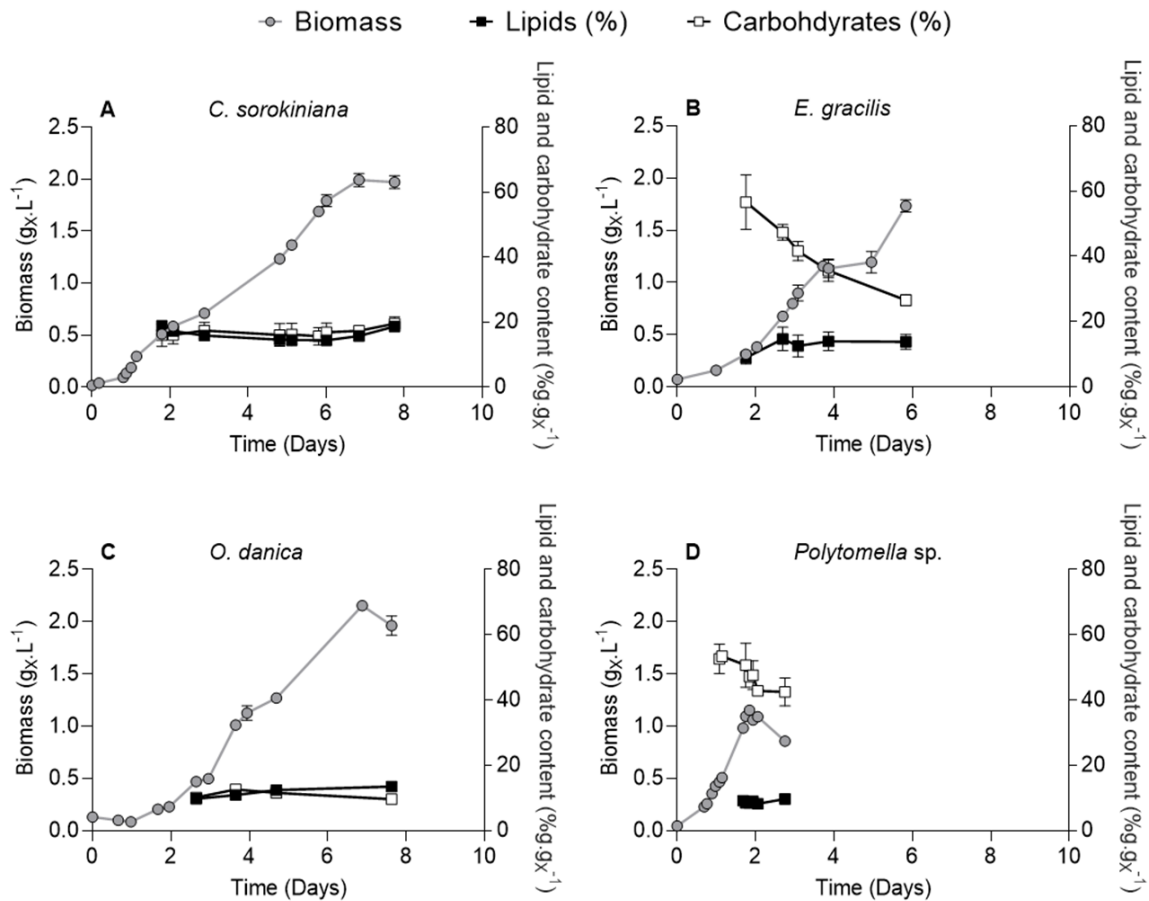 Biomass Lipids (%) Carbohdyrates (%)
A C. sorokiniana
Biomass (gX.L-1)
2.5
2.0
1.5
1.0
0.5
0.0
0 2 4 6 8 10
Time (Days)
80
60
40
20
0
Lipid and carbohydrate content (%g.gX-1)
B E. gracilis
Biomass (gX.L-1)
2.5
2.0
1.5
1.0
0.5
0.0
0 2 4 6 8 10
Time (Days)
80
60
40
20
0
Lipid and carbohydrate content (%g.gX-1)
C O. danica
Biomass (gX.L-1)
2.5
2.0
1.5
1.0
0.5
0.0
0 2 4 6 8 10
Time (Days)
80
60
40
20
0
Lipid and carbohydrate content (%g.gX-1)
D Polytomella sp.
Biomass (gX.L-1)
2.5
2.0
1.5
1.0
0.5
0.0
0 2 4 6 8 10
Time (Days)
80
60
40
20
0
Lipid and carbohydrate content (%g.gX-1)